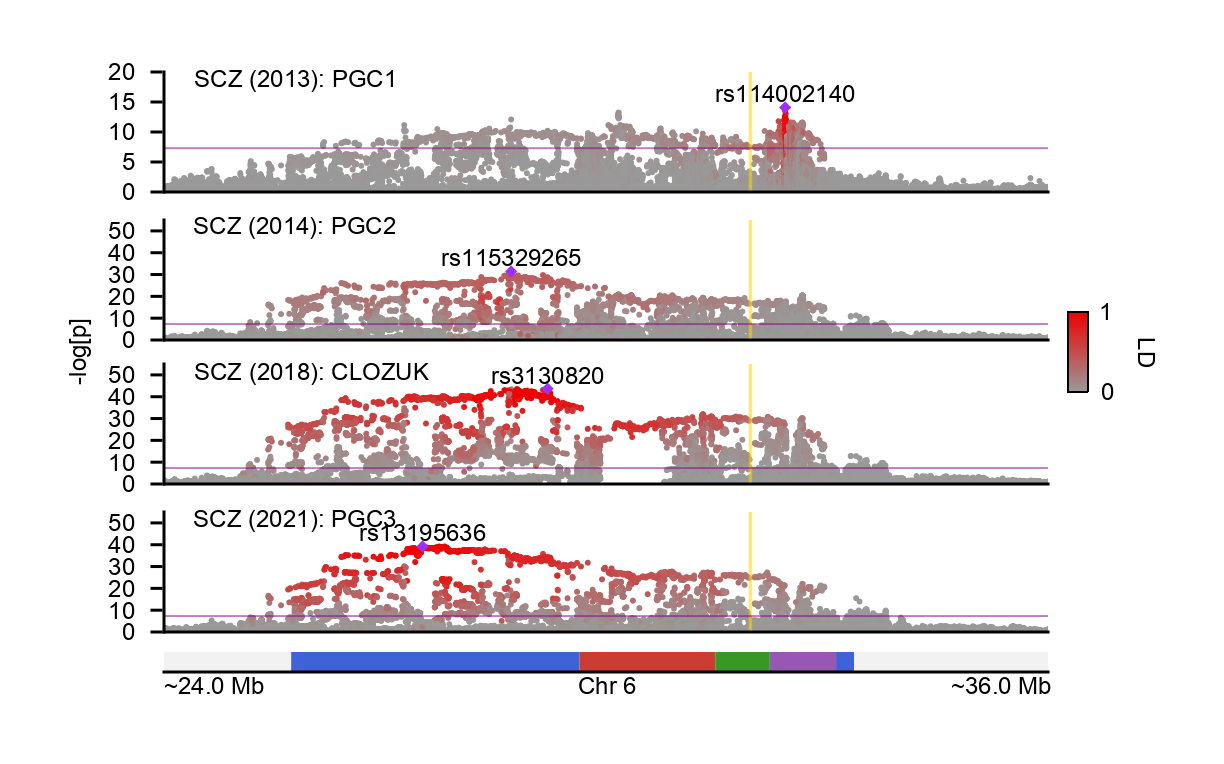 SCZ (2013): PGC1
rs114002140
20
15
10
5
0
SCZ (2014): PGC2
rs115329265
50
40
30
20
10
0
SCZ (2018): CLOZUK
rs3130820
50
40
30
20
10
0
SCZ (2021): PGC3
rs13195636
50
40
30
20
10
0
-log[p]
1
0
LD
~24.0 Mb
Chr 6
~36.0 Mb